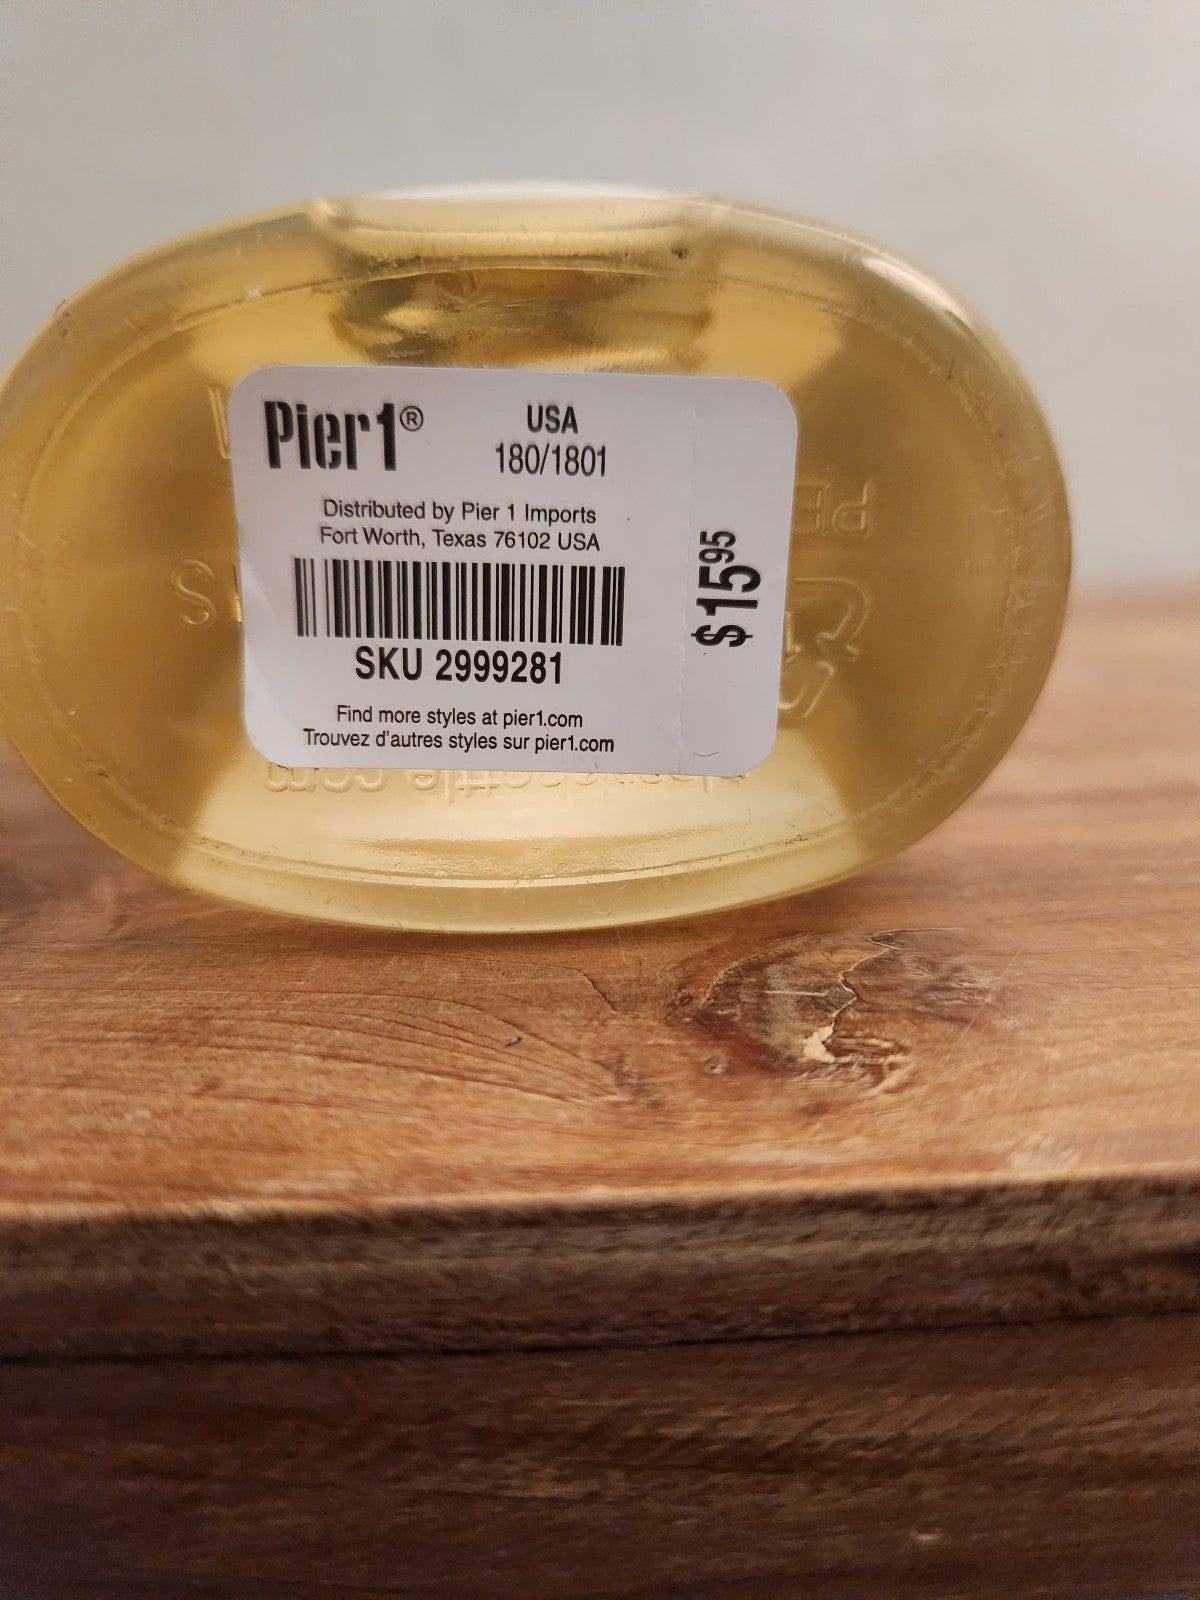 Pier1®
USA
180/1801
Distributed by Pier 1 Imports
Fort Worth, Texas 76102 USA
SKU 2999281
Find more styles at pier1.com
Trouvez d'autres styles sur pier1.com
$15.95
S
1